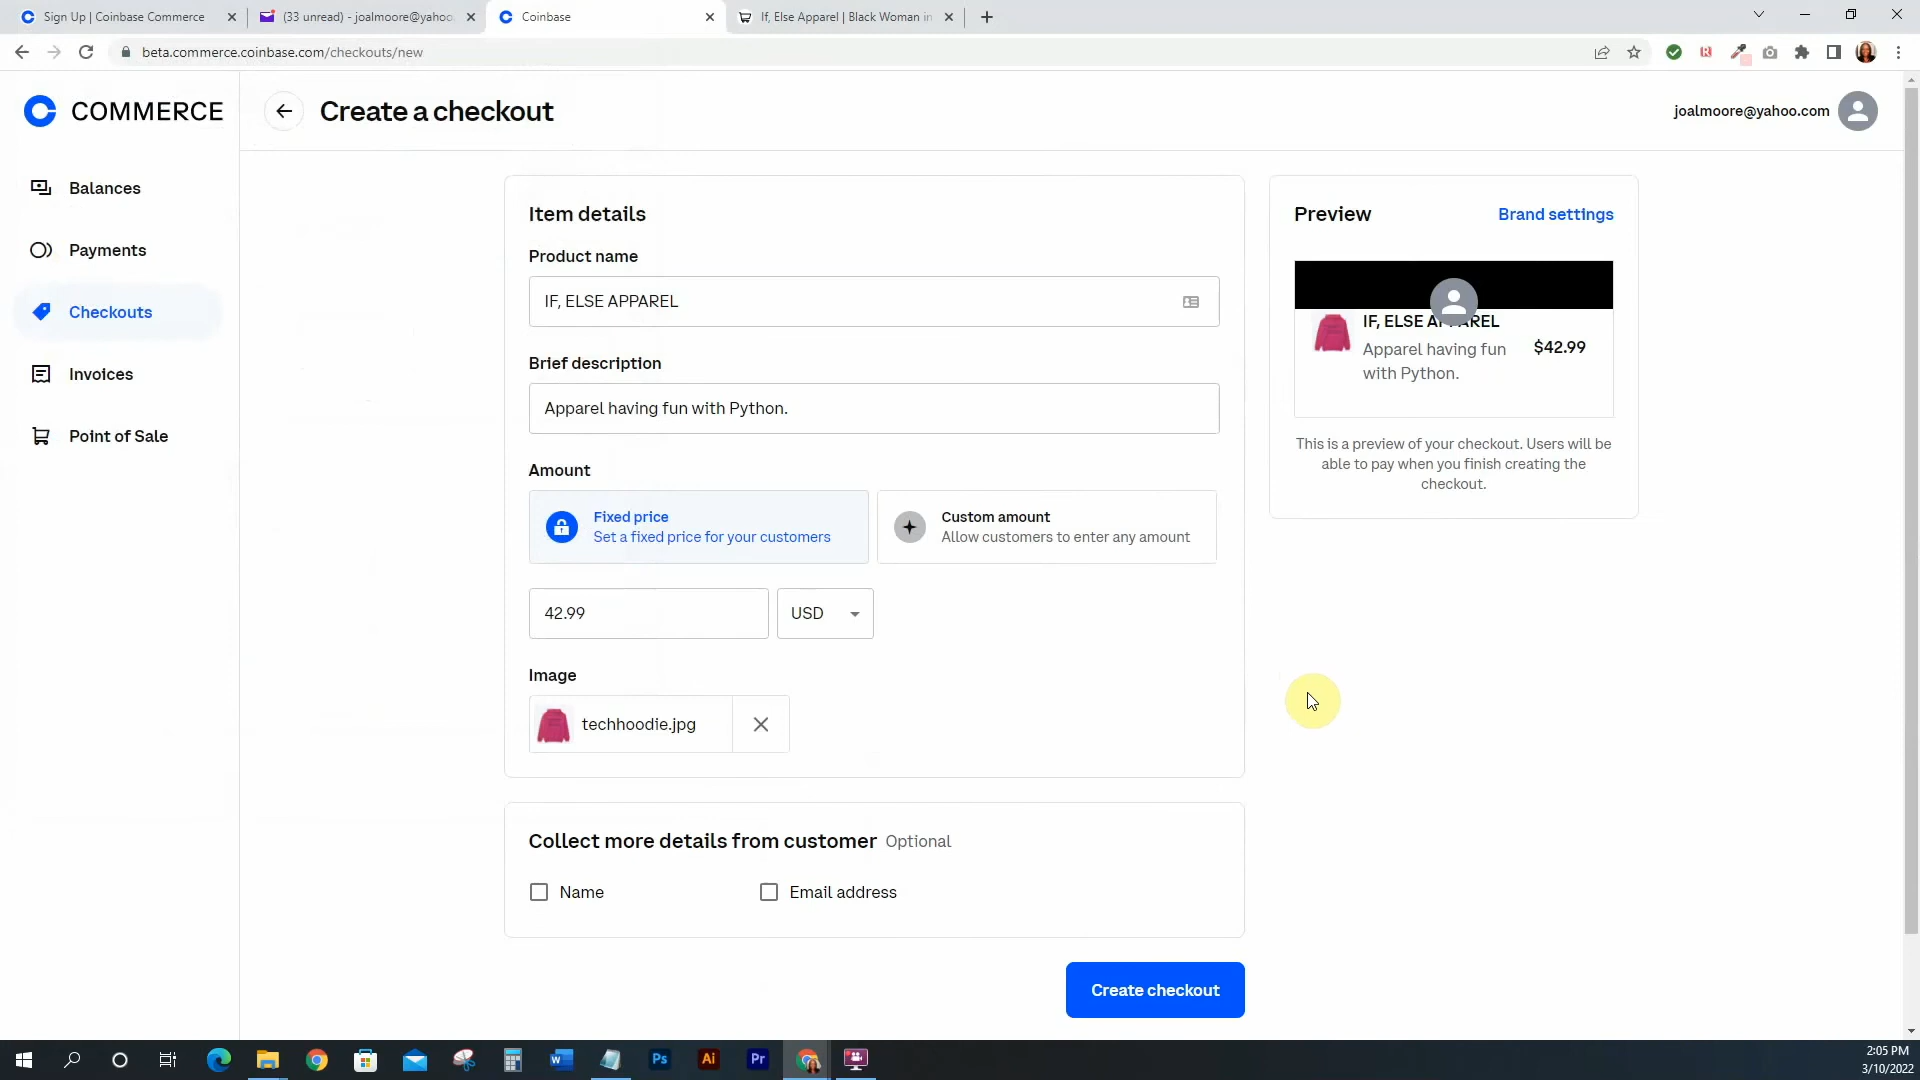 Sign Up | Coinbase Commerce
(33 unread) - joalmoore@yahoo.
Coinbase
If, Else Apparel | Black Woman in
beta.commerce.coinbase.com/checkouts/new
COMMERCE
Create a checkout
joalmoore@yahoo.com
Balances
Payments
Checkouts
Invoices
Point of Sale
Item details
Product name
IF, ELSE APPAREL
Brief description
Apparel having fun with Python.
Amount
Fixed price
Set a fixed price for your customers
Custom amount
Allow customers to enter any amount
42.99
USD
Image
techhoodie.jpg
Collect more details from customer Optional
Name
Email address
Create checkout
Preview
Brand settings
IF, ELSE APPAREL
Apparel having fun
with Python.
$42.99
This is a preview of your checkout. Users will be
able to pay when you finish creating the
checkout.
Ps
Ai
Pr
2:05 PM
3/10/2022